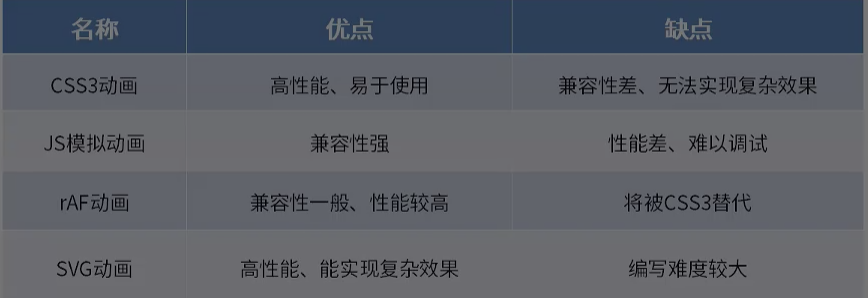 名称 优点 缺点
CSS3动画 高性能、易于使用 兼容性差、无法实现复杂效果
JS模拟动画 兼容性强 性能差、难以调试
rAF动画 兼容性一般、性能较高 将被CSS3替代
SVG动画 高性能、能实现复杂效果 编写难度较大